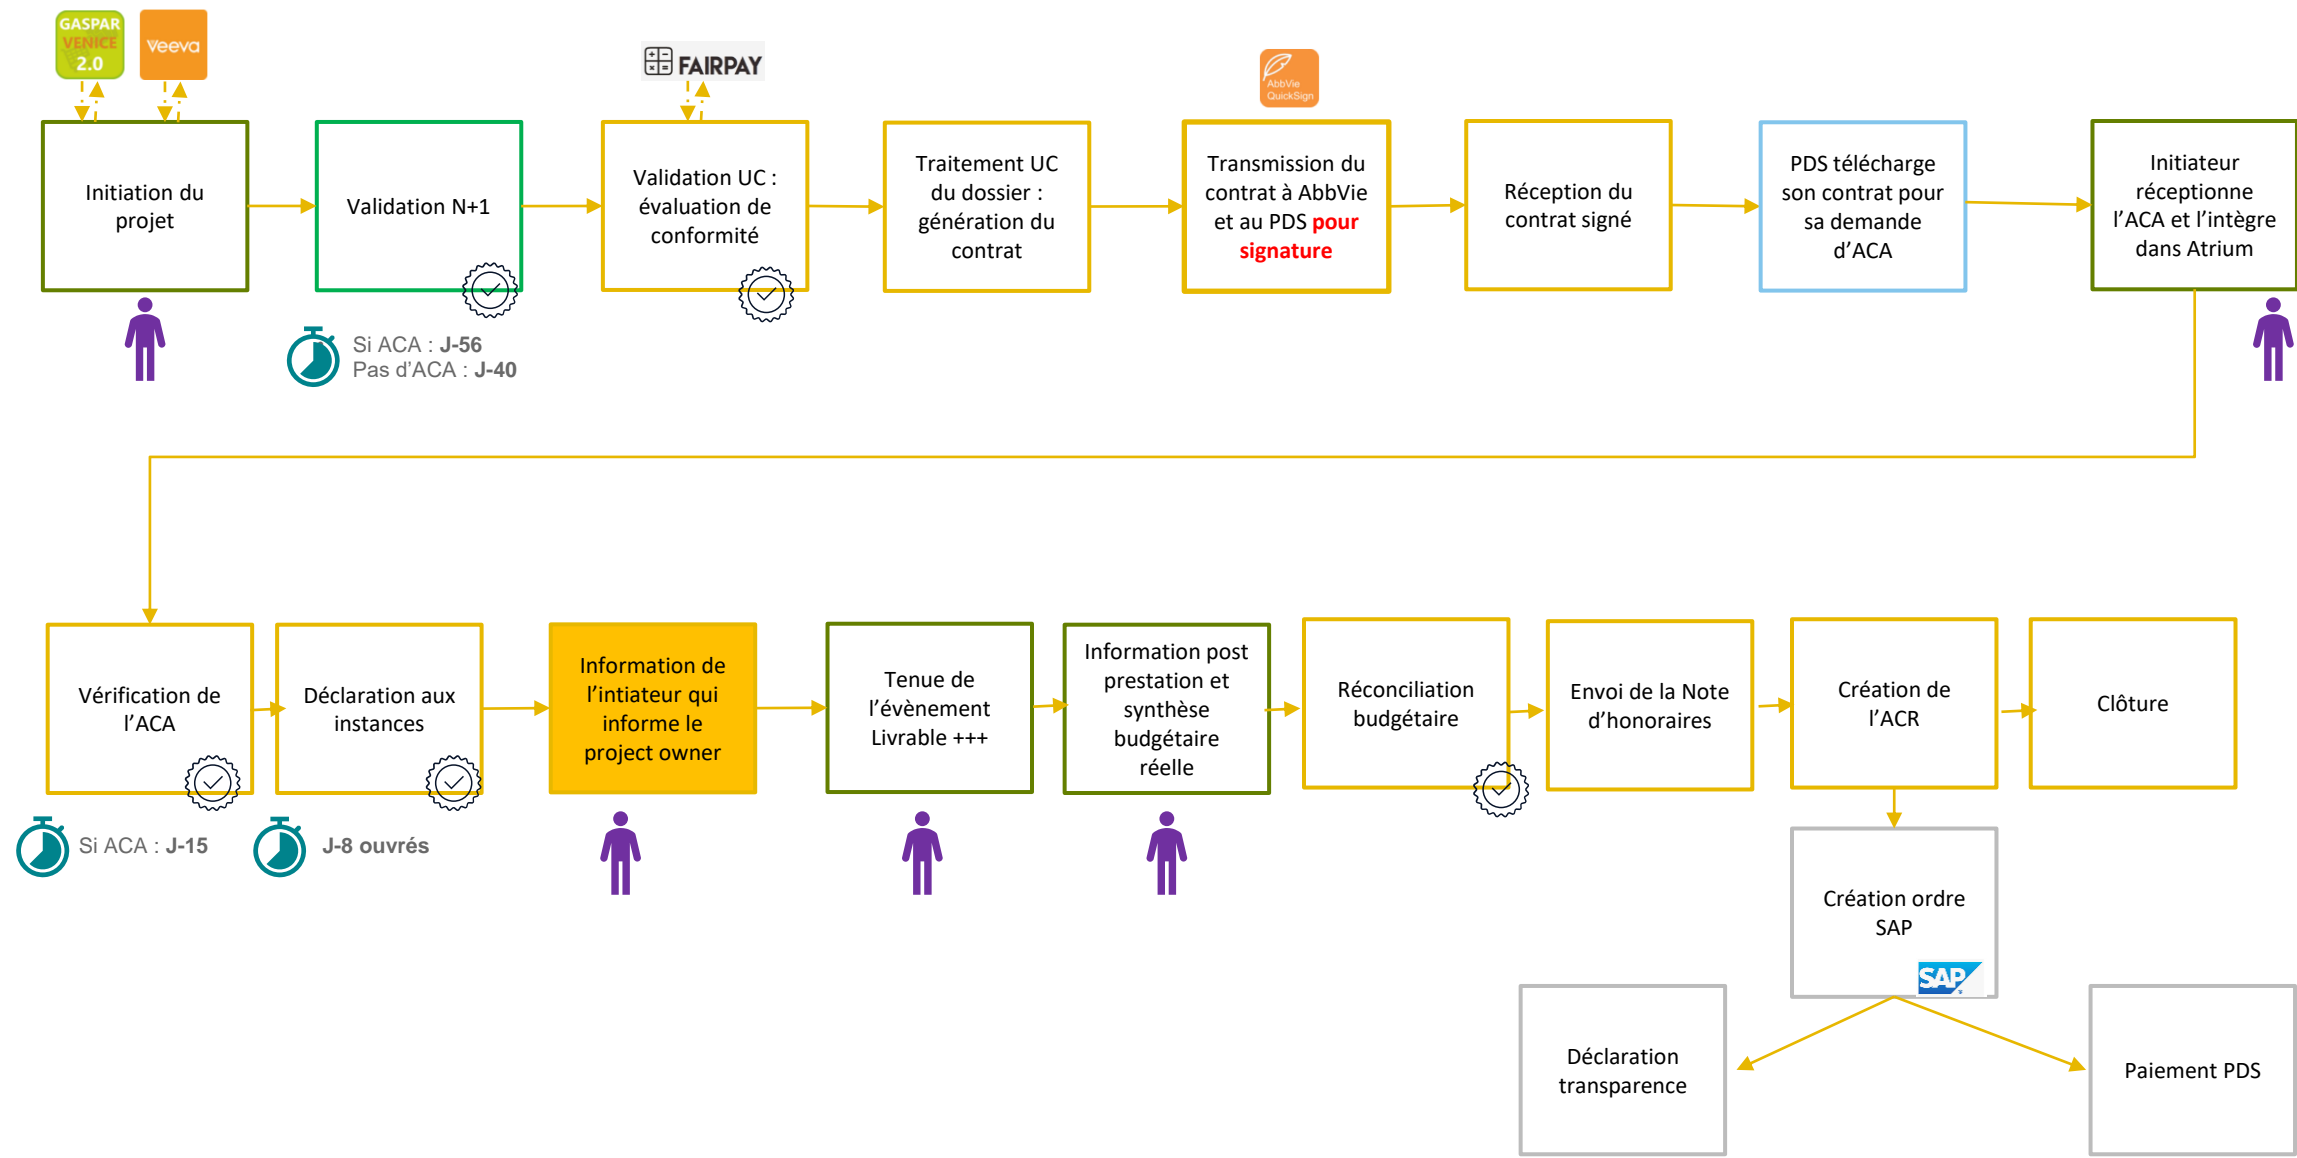 GASPAR
VENICE
2.0
Veeva
FAIRPAY
AbbVie
QuickSign
Initiation du
projet
Validation N+1
Validation UC :
évaluation de
conformité
Traitement UC
du dossier :
génération du
contrat
Transmission du
contrat à AbbVie
et au PDS pour
signature
Réception du
contrat signé
PDS télécharge
son contrat pour
sa demande
d’ACA
Initiateur
réceptionne
l’ACA et l’intègre
dans Atrium
Si ACA : J-56
Pas d’ACA : J-40
Vérification de
l’ACA
Déclaration aux
instances
Information de
l’intiateur qui
informe le
project owner
Tenue de
l’évènement
Livrable +++
Information post
prestation et
synthèse
budgétaire
réelle
Réconciliation
budgétaire
Envoi de la Note
d’honoraires
Création de
l’ACR
Clôture
Si ACA : J-15
J-8 ouvrés
Création ordre
SAP
SAP
Déclaration
transparence
Paiement PDS